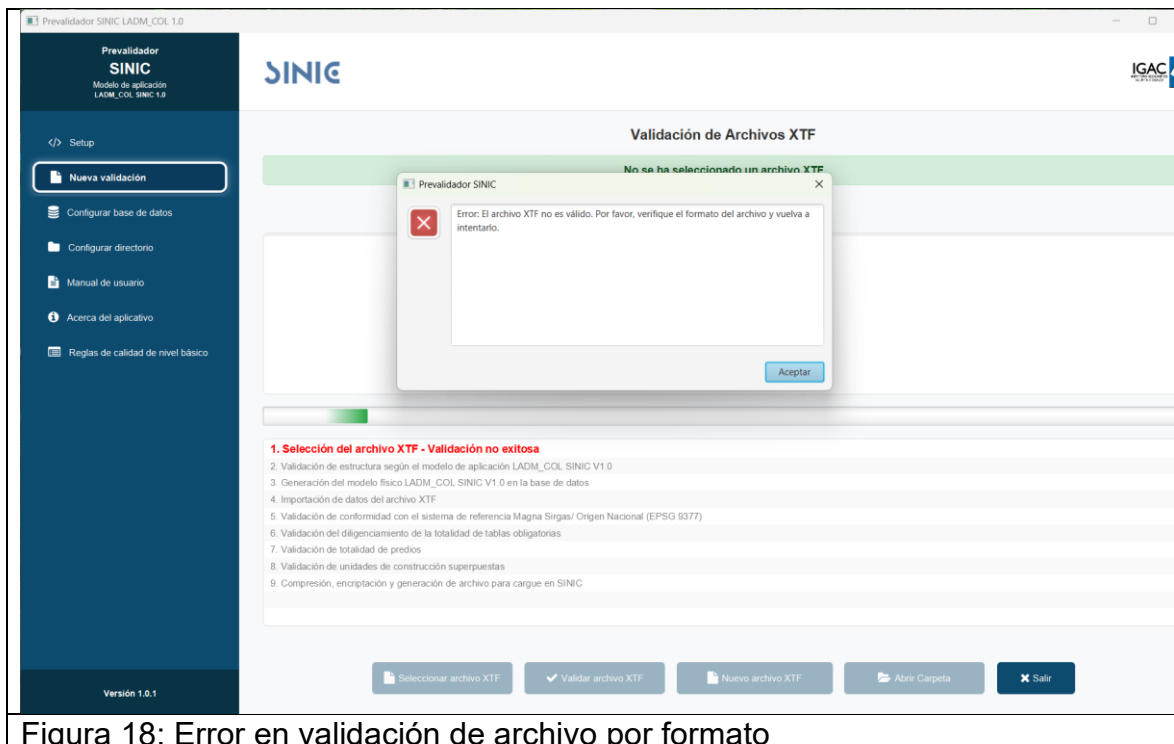 Prevalidador SINIC LADM_COL 1.0
Prevalidador
SINIC
Modelo de aplicación
LADM_COL SINIC 1.0
SINIC
IGAC
</> Setup
Nueva validación
Configurar base de datos
Configurar directorio
Manual de usuario
Acerca del aplicativo
Reglas de calidad de nivel básico
Versión 1.0.1
Validación de Archivos XTF
No se ha seleccionado un archivo XTF
Prevalidador SINIC
Error: El archivo XTF no es válido. Por favor, verifique el formato del archivo y vuelva a
intentarlo.
Aceptar
1. Selección del archivo XTF - Validación no exitosa
2. Validación de estructura según el modelo de aplicación LADM_COL SINIC V1.0
3. Generación del modelo físico LADM_COL SINIC V1.0 en la base de datos
4. Importación de datos del archivo XTF
5. Validación de conformidad con el sistema de referencia Magna Sirgas/ Origen Nacional (EPSG 9377)
6. Validación del diligenciamiento de la totalidad de tablas obligatorias
7. Validación de totalidad de predios
8. Validación de unidades de construcción superpuestas
9. Compresión, encriptación y generación de archivo para cargue en SINIC
Seleccionar archivo XTF
Validar archivo XTF
Nuevo archivo XTF
Abrir Carpeta
Salir
Figura 18: Error en validación de archivo por formato